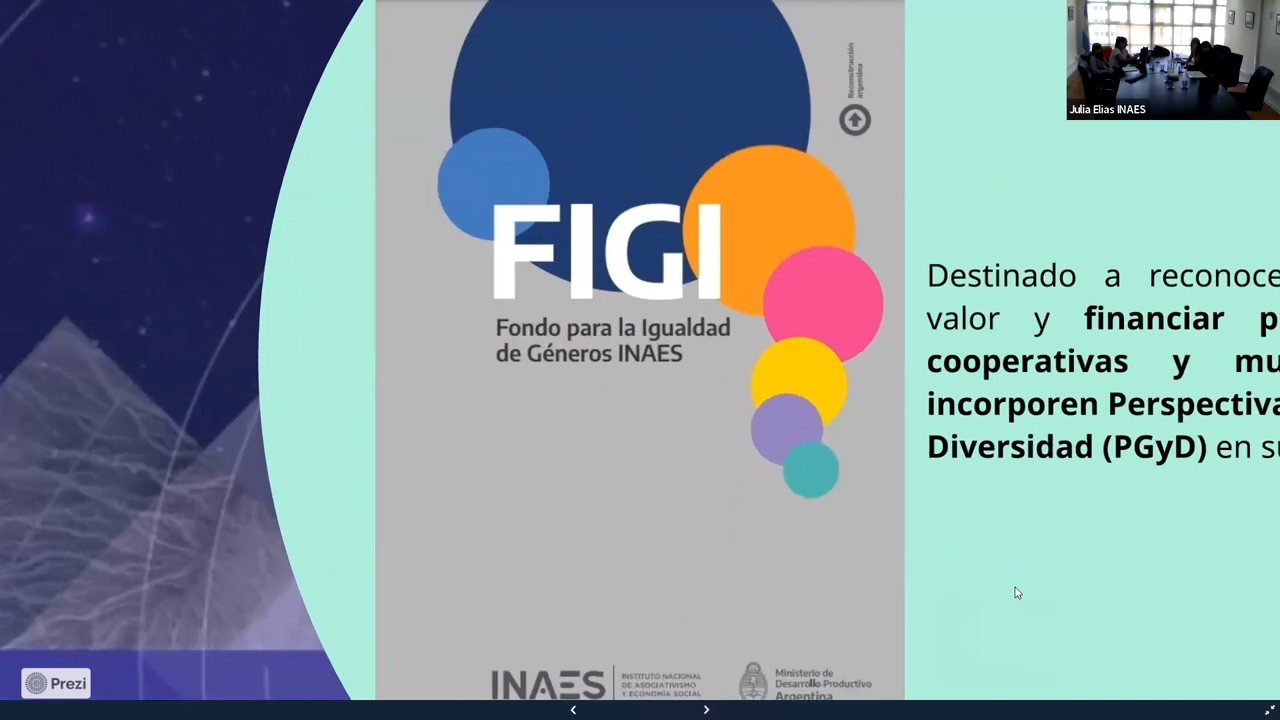 Reconstrucción
argentina
FIGI
Fondo para la Igualdad
de Géneros INAES
INAES
INSTITUTO NACIONAL
DE ASOCIATIVISMO
Y ECONOMÍA SOCIAL
Ministerio de
Desarrollo Productivo
Argentina
Destinado a reconoce
valor y financiar p
cooperativas y mu
incorporen Perspectiva
Diversidad (PGyD) en su
Julia Elias INAES
Prezi